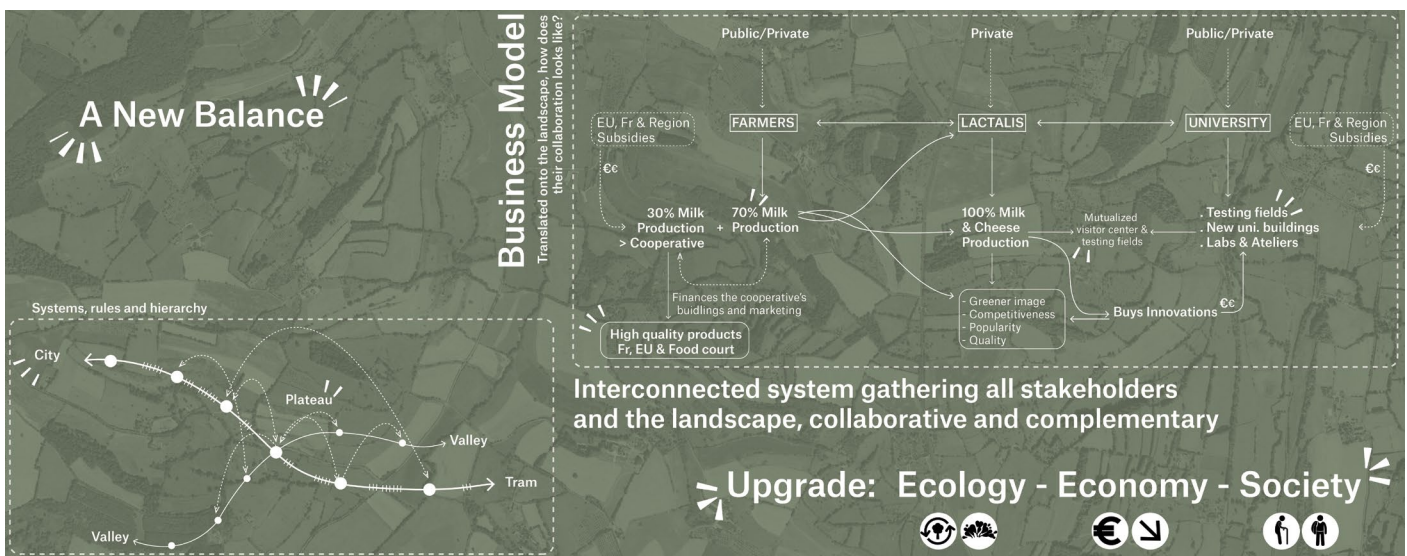 A New Balance
Business Model
Translated onto the landscape, how does
their collaboration looks like?
Public/Private
Private
Public/Private
EU, Fr & Region
Subsidies
FARMERS
LACTALIS
UNIVERSITY
EU, Fr & Region
Subsidies
€€
€€
30% Milk
Production
> Cooperative
+
70% Milk
Production
100% Milk
& Cheese
Production
Mutualized
visitor center &
testing fields
. Testing fields
. New uni. buildings
. Labs & Ateliers
Finances the cooperative's
buidlings and marketing
- Greener image
- Competitiveness
- Popularity
- Quality
Buys Innovations
€€
High quality products
Fr, EU & Food court
Systems, rules and hierarchy
City
Plateau
Valley
Tram
Valley
Interconnected system gathering all stakeholders
and the landscape, collaborative and complementary
Upgrade: Ecology - Economy - Society
€